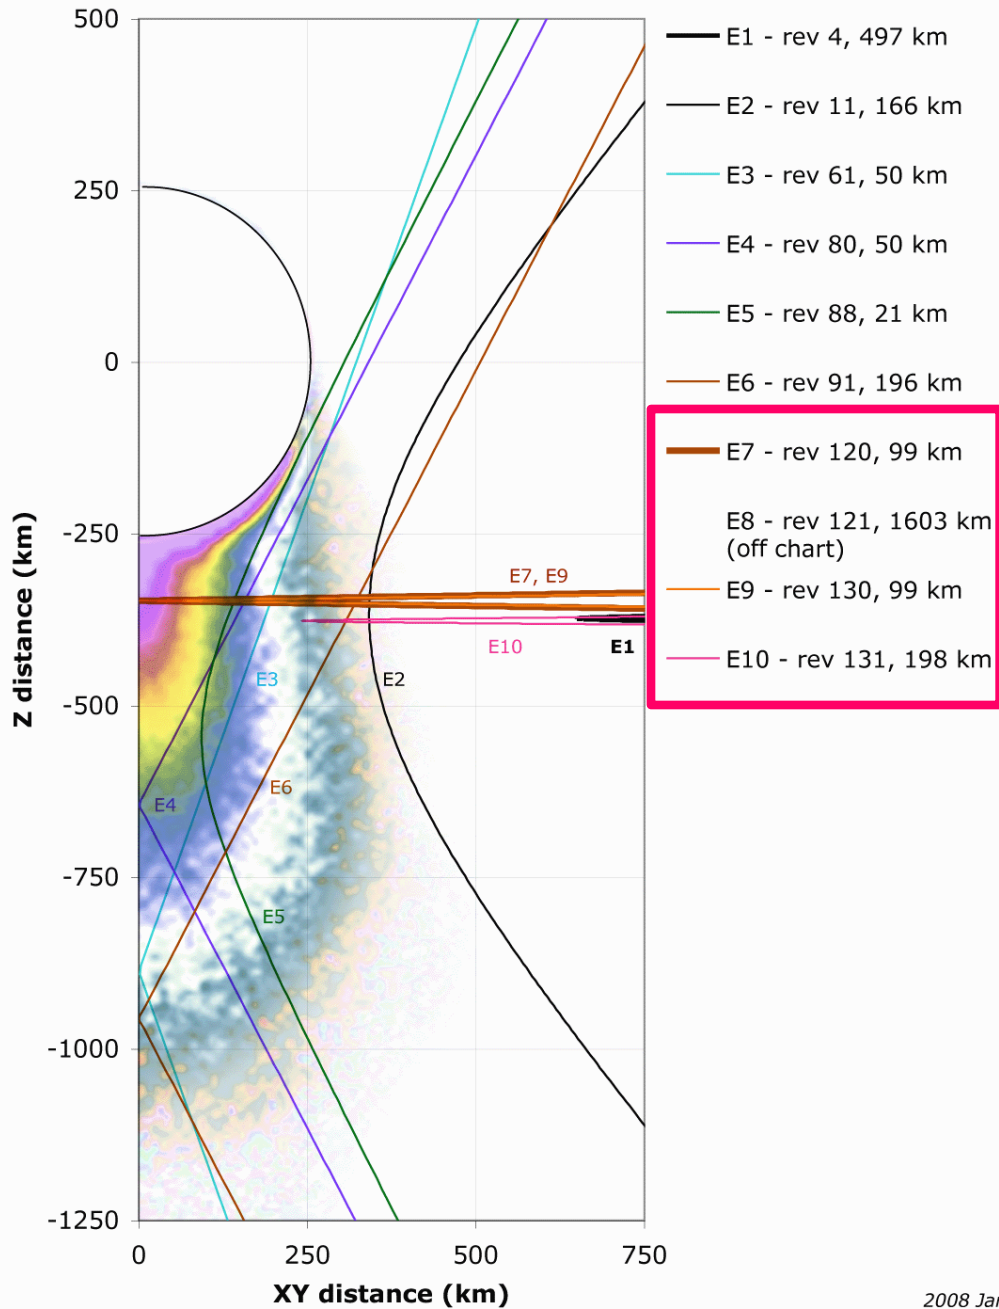 500
250
0
-250
-500
-750
-1000
-1250
Z distance (km)
0
250
500
750
XY distance (km)
E7, E9
E10
E1
E2
E3
E6
E4
E5
E1 - rev 4, 497 km
E2 - rev 11, 166 km
E3 - rev 61, 50 km
E4 - rev 80, 50 km
E5 - rev 88, 21 km
E6 - rev 91, 196 km
E7 - rev 120, 99 km
E8 - rev 121, 1603 km
(off chart)
E9 - rev 130, 99 km
E10 - rev 131, 198 km
2008 Jan